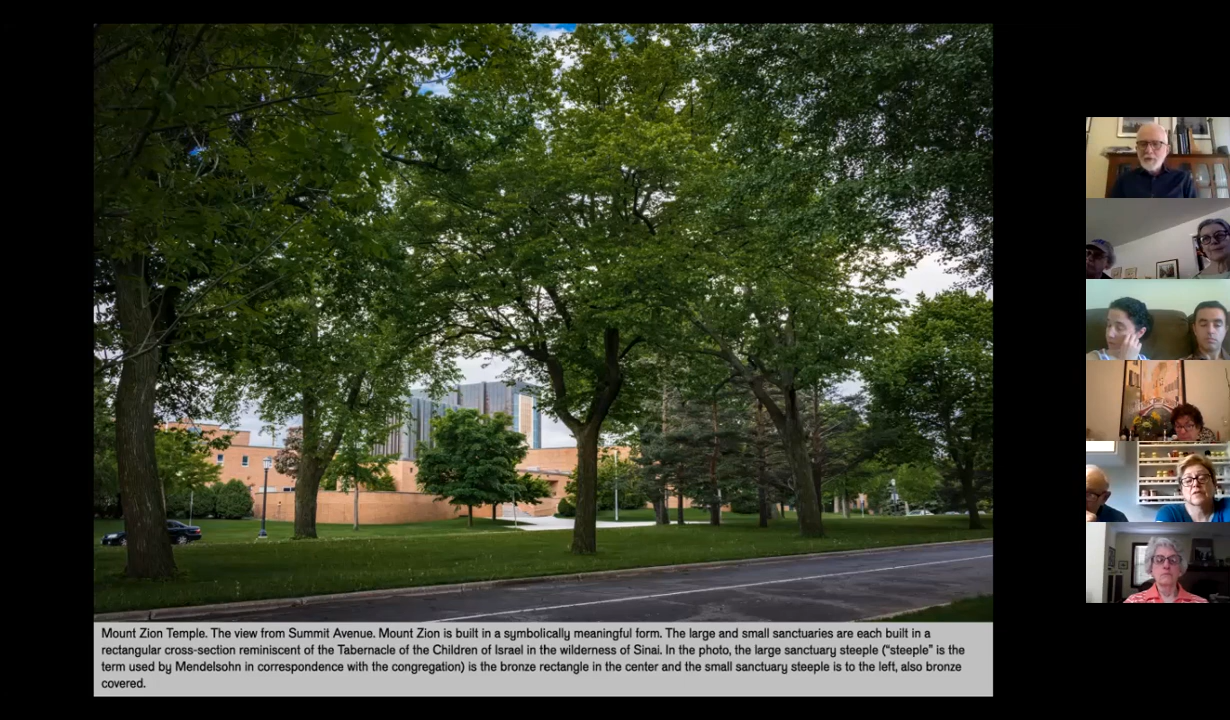 Mount Zion Temple. The view from Summit Avenue. Mount Zion is built in a symbolically meaningful form. The large and small sanctuaries are each built in a
rectangular cross-section reminiscent of the Tabernacle of the Children of Israel in the wilderness of Sinai. In the photo, the large sanctuary steeple (“steeple” is the
term used by Mendelsohn in correspondence with the congregation) is the bronze rectangle in the center and the small sanctuary steeple is to the left, also bronze
covered.